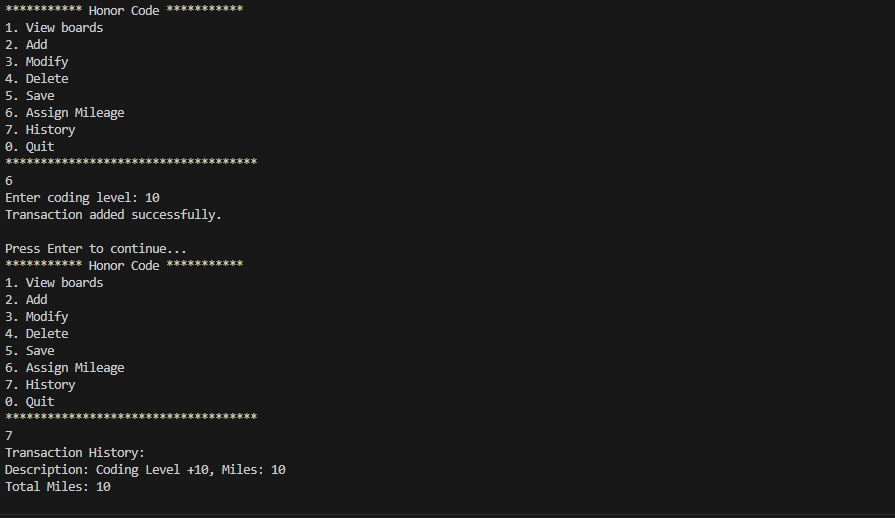 *********** Honor Code ***********
1. View boards
2. Add
3. Modify
4. Delete
5. Save
6. Assign Mileage
7. History
0. Quit
************************************
6
Enter coding level: 10
Transaction added successfully.
Press Enter to continue...
*********** Honor Code ***********
1. View boards
2. Add
3. Modify
4. Delete
5. Save
6. Assign Mileage
7. History
0. Quit
************************************
7
Transaction History:
Description: Coding Level +10, Miles: 10
Total Miles: 10